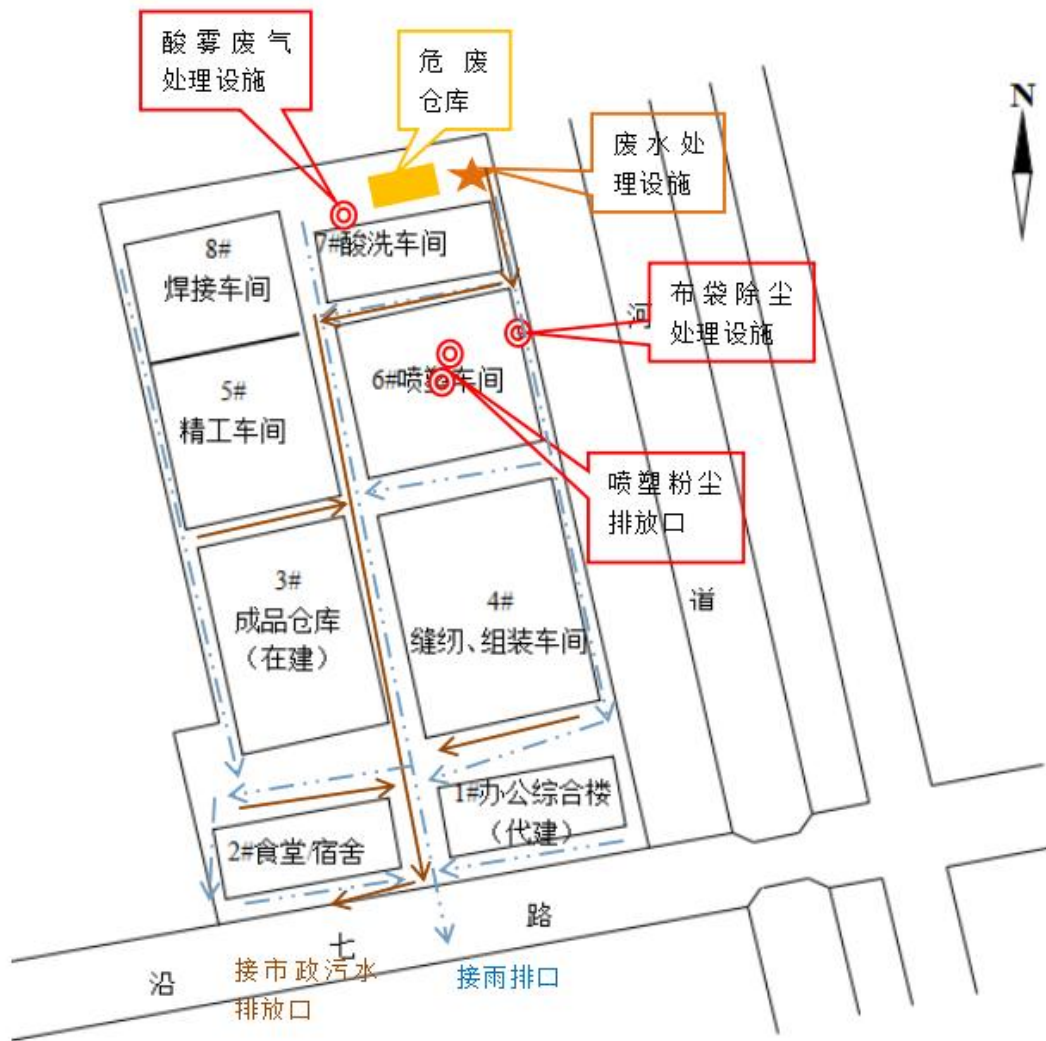 酸雾废气
处理设施
危废
仓库
N
废水处
理设施
7#酸洗车间
8#
焊接车间
河
布袋除尘
处理设施
6#喷塑车间
5#
精工车间
喷塑粉尘
排放口
3#
成品仓库
（在建）
4#
缝纫、组装车间
道
1#办公综合楼
（代建）
2#食堂/宿舍
沿
七
路
接市政污水
排放口
接雨排口